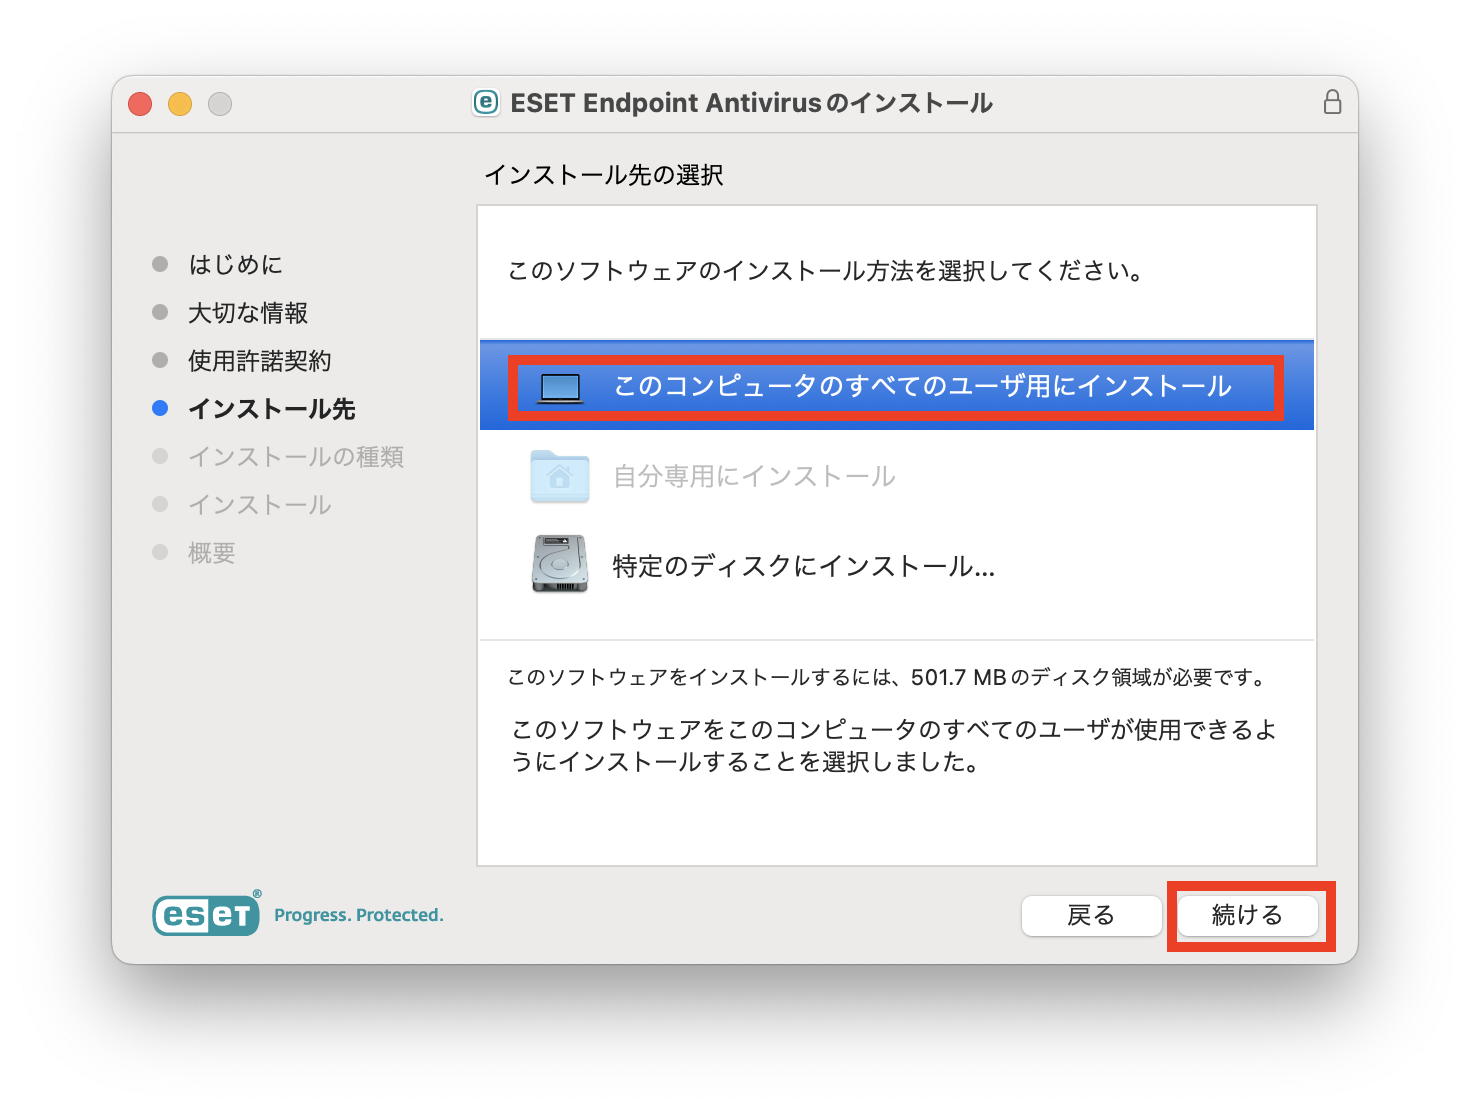 ESET Endpoint Antivirusのインストール
インストール先の選択
はじめに
大切な情報
使用許諾契約
インストール先
インストールの種類
インストール
概要
このソフトウェアのインストール方法を選択してください。
このコンピュータのすべてのユーザ用にインストール
自分専用にインストール
特定のディスクにインストール...
このソフトウェアをインストールするには、501.7 MBのディスク領域が必要です。
このソフトウェアをこのコンピュータのすべてのユーザが使用できるよ
うにインストールすることを選択しました。
eseT® Progress. Protected.
戻る
続ける